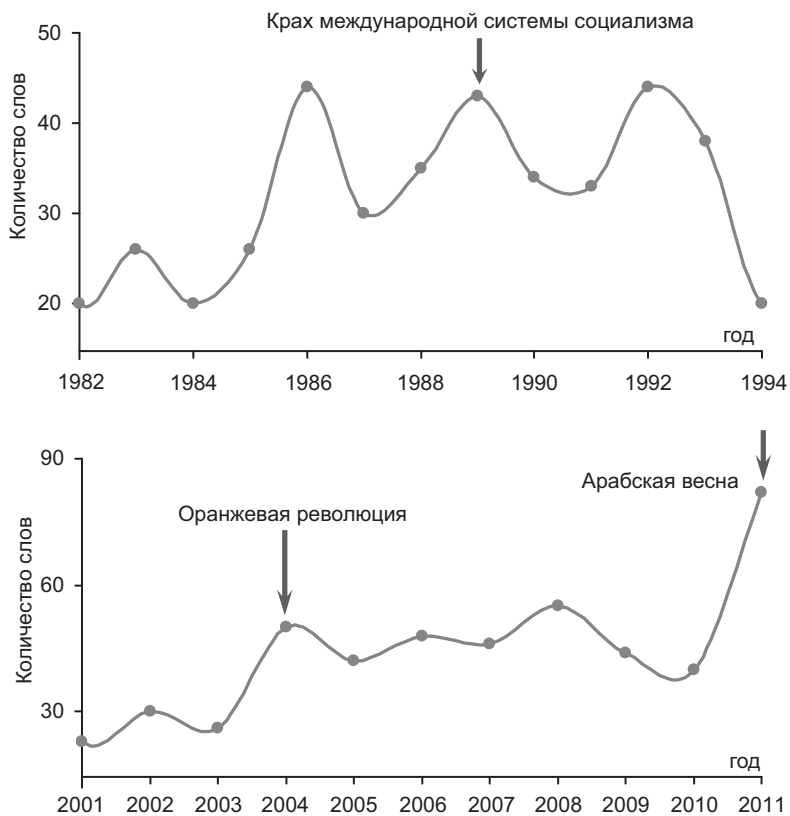 Крах международной системы социализма
50
40
30
20
Количество слов
год
1982 1984 1986 1988 1990 1992 1994
90
60
30
Количество слов
Арабская весна
Оранжевая революция
год
2001 2002 2003 2004 2005 2006 2007 2008 2009 2010 2011